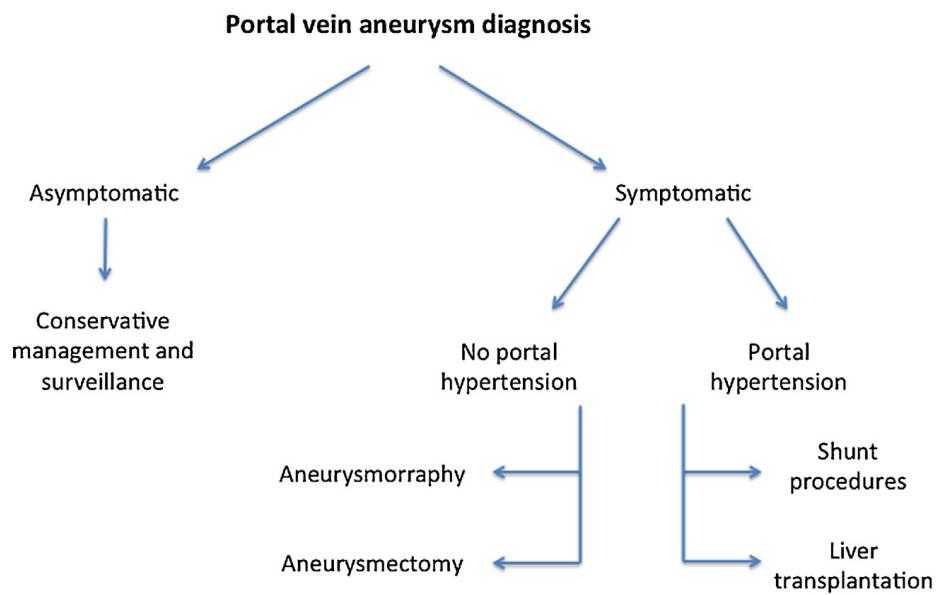 Portal vein aneurysm diagnosis
Asymptomatic
Symptomatic
Conservative
management and
surveillance
No portal
hypertension
Portal
hypertension
Aneurysmorraphy
Aneurysmectomy
Shunt
procedures
Liver
transplantation